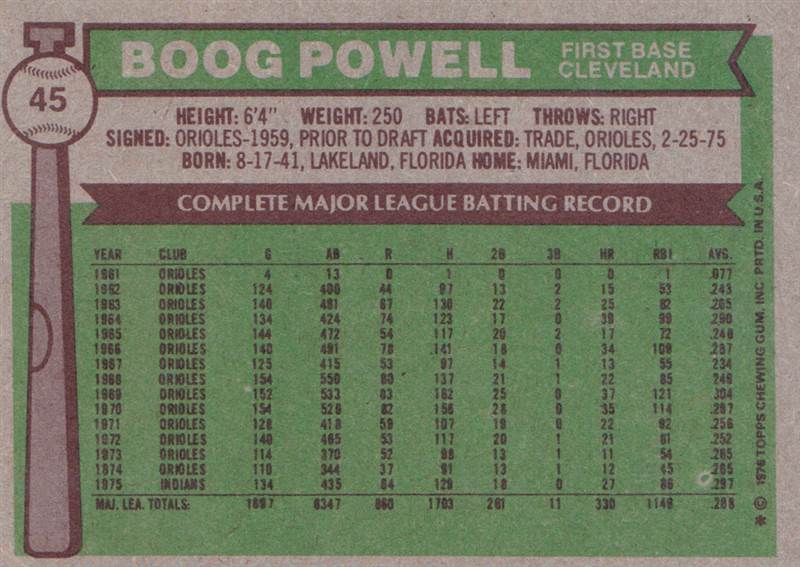 45
BOOG POWELL
FIRST BASE
CLEVELAND
HEIGHT: 6'4" WEIGHT: 250 BATS: LEFT THROWS: RIGHT
SIGNED: ORIOLES-1959, PRIOR TO DRAFT ACQUIRED: TRADE, ORIOLES, 2-25-75
BORN: 8-17-41, LAKELAND, FLORIDA HOME: MIAMI, FLORIDA
COMPLETE MAJOR LEAGUE BATTING RECORD
YEAR CLUB G AB R H 2B 3B HR RBI AVG.
1961 ORIOLES 4 13 0 1 0 0 0 1 .077
1962 ORIOLES 124 400 44 97 13 2 15 53 .243
1963 ORIOLES 140 491 67 130 22 2 25 82 .265
1964 ORIOLES 134 424 74 123 17 0 39 99 .290
1965 ORIOLES 144 472 54 117 20 2 17 72 .248
1966 ORIOLES 140 491 78 141 18 0 34 109 .287
1967 ORIOLES 125 415 53 97 14 1 13 55 .234
1968 ORIOLES 154 550 60 137 21 1 22 85 .249
1969 ORIOLES 152 533 83 162 25 0 37 121 .304
1970 ORIOLES 154 526 82 156 28 0 35 114 .297
1971 ORIOLES 128 418 59 107 19 0 22 92 .256
1972 ORIOLES 140 465 53 117 20 1 21 81 .252
1973 ORIOLES 114 370 52 98 13 1 11 54 .265
1974 ORIOLES 110 344 37 91 13 1 12 45 .265
1975 INDIANS 134 435 64 129 18 0 27 86 .297
MAJ. LEA. TOTALS: 1897 6347 860 1703 261 11 330 1148 .268
* © 1976 TOPPS CHEWING GUM, INC. PRTD. IN U.S.A.